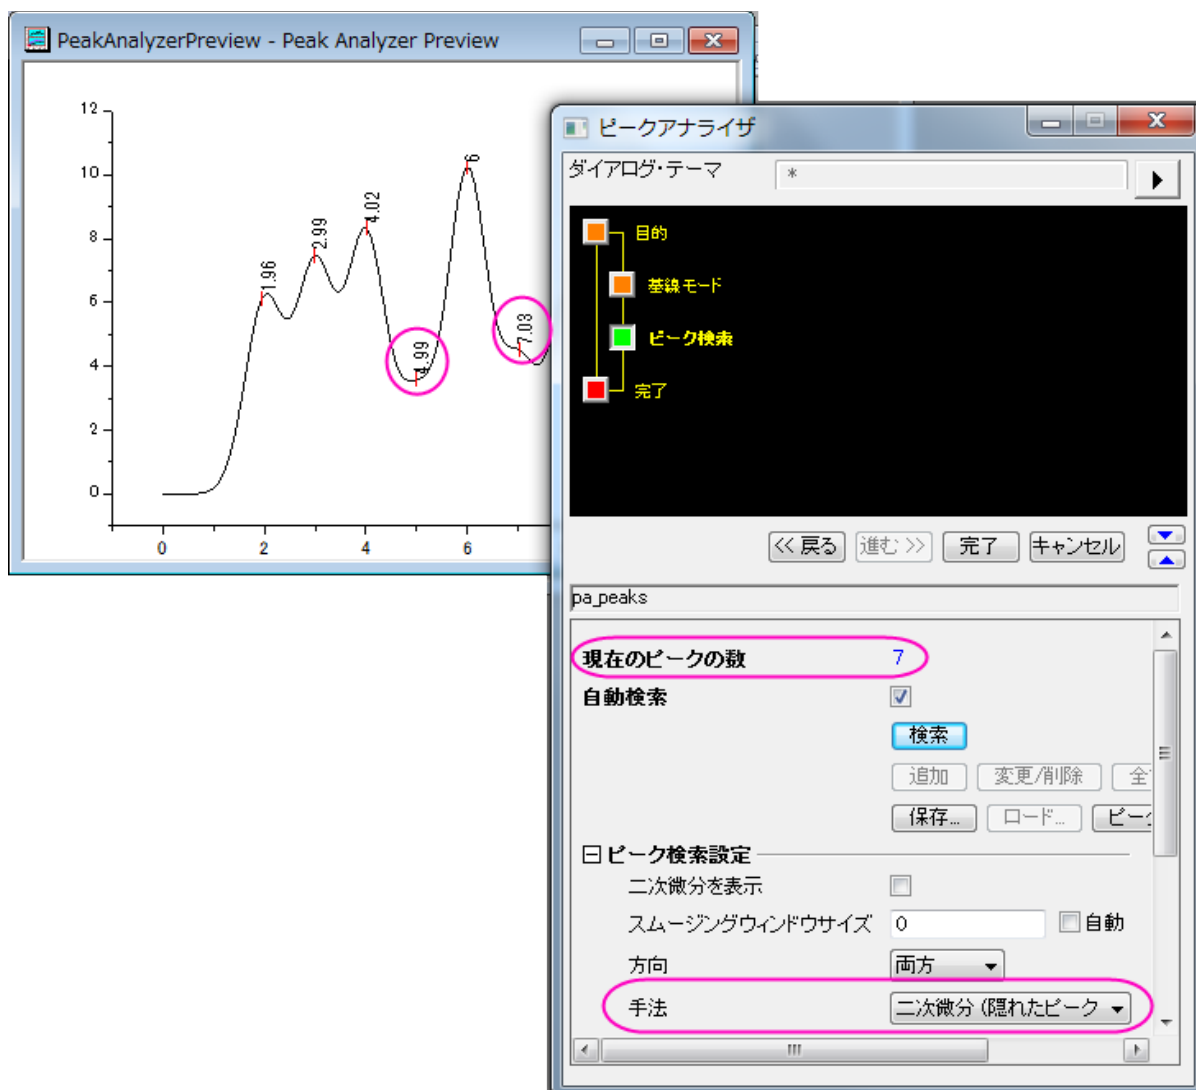 PeakAnalyzerPreview - Peak Analyzer Preview
12
10
8
6
4
2
0
0 2 4 6
1.96
2.99
4.02
4.99
6
7.03
ピークアナライザ
ダイアログ・テーマ *
目的
基線モード
ピーク検索
完了
<< 戻る 進む >> 完了 キャンセル
pa_peaks
現在のピークの数 7
自動検索
検索
追加 変更/削除 全
保存... ロード... ピーク
ピーク検索設定
二次微分を表示
スムージングウィンドウサイズ 0 自動
方向 両方
手法 二次微分 (隠れたピーク